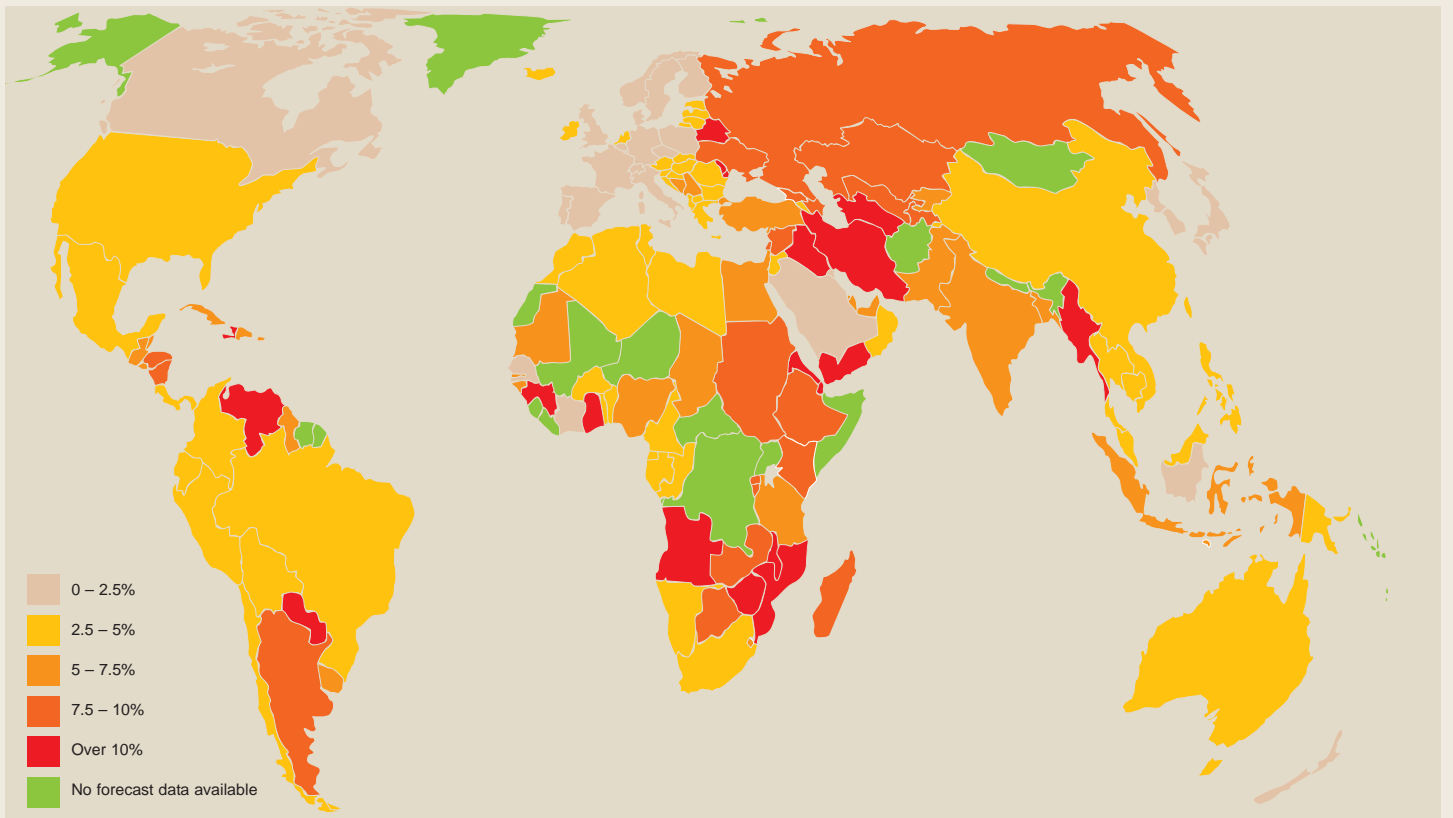 0 – 2.5%
2.5 – 5%
5 – 7.5%
7.5 – 10%
Over 10%
No forecast data available